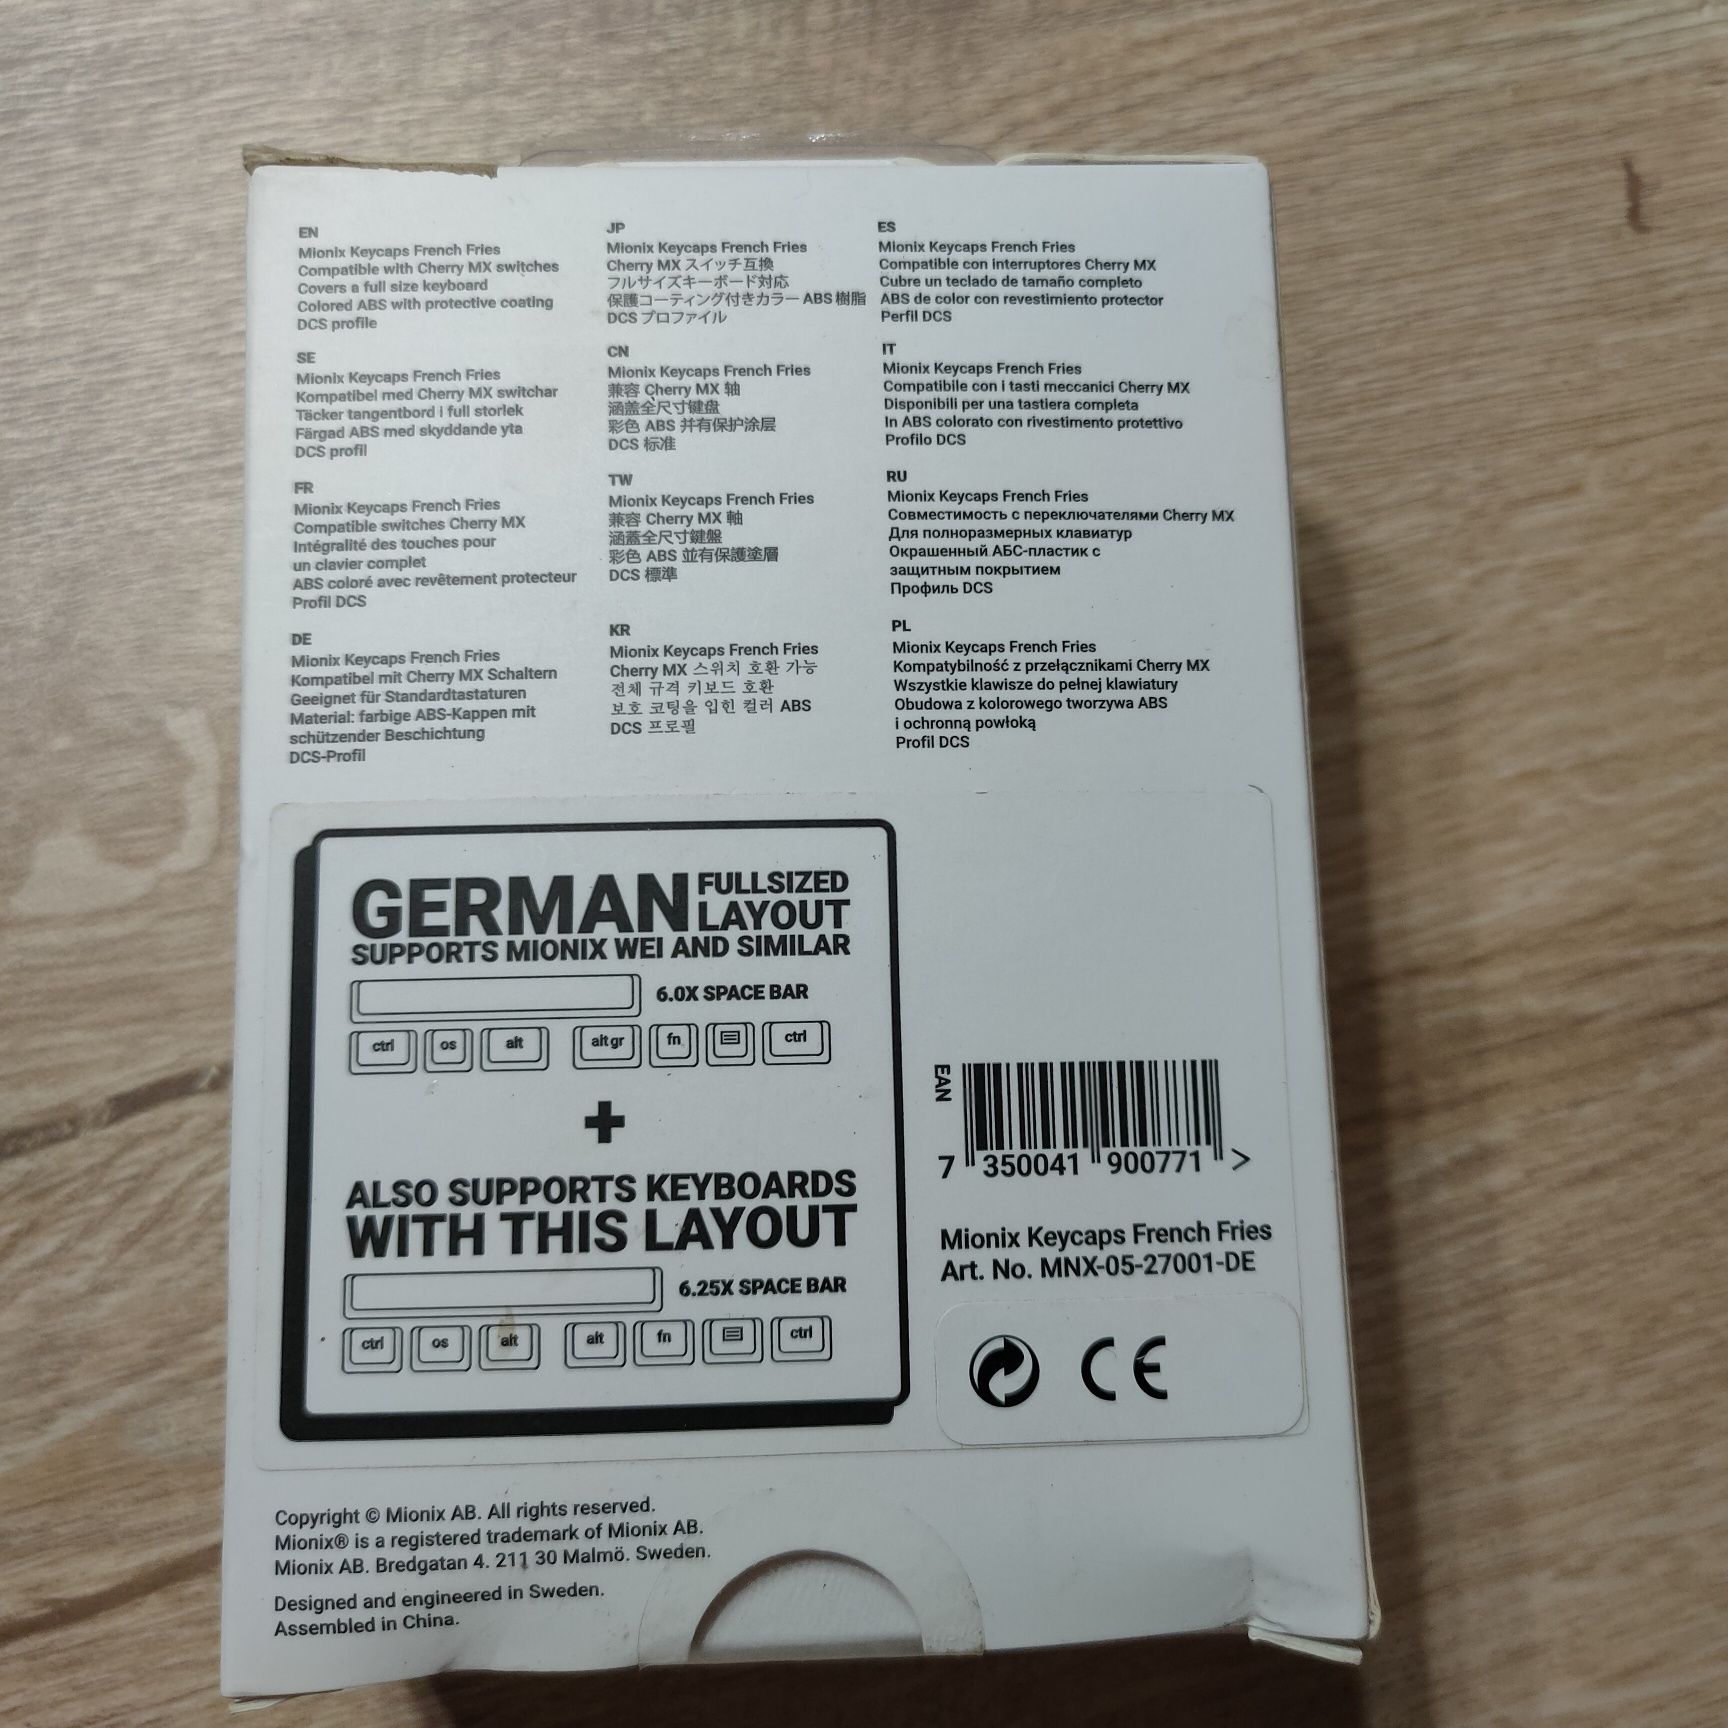 EN
Mionix Keycaps French Fries
Compatible with Cherry MX switches
Covers a full size keyboard
Colored ABS with protective coating
DCS profile
SE
Mionix Keycaps French Fries
Kompatibel med Cherry MX switchar
Täcker tangentbord i full storlek
Färgad ABS med skyddande yta
DCS profil
FR
Mionix Keycaps French Fries
Compatible switches Cherry MX
Intégralité des touches pour
un clavier complet
ABS coloré avec revêtement protecteur
Profil DCS
DE
Mionix Keycaps French Fries
Kompatibel mit Cherry MX Schaltern
Geeignet für Standardtastaturen
Material: farbige ABS-Kappen mit
schützender Beschichtung
DCS-Profil
JP
Mionix Keycaps French Fries
Cherry MX スイッチ互換
フルサイズキーボード対応
保護コーティング付きカラー ABS 樹脂
DCS プロファイル
CN
Mionix Keycaps French Fries
兼容 Cherry MX 轴
涵盖全尺寸键盘
彩色 ABS 并有保护涂层
DCS 标准
TW
Mionix Keycaps French Fries
兼容 Cherry MX 軸
涵蓋全尺寸鍵盤
彩色 ABS 並有保護塗層
DCS 標準
KR
Mionix Keycaps French Fries
Cherry MX 스위치 호환 가능
전체 규격 키보드 호환
보호 코팅을 입힌 컬러 ABS
DCS 프로필
ES
Mionix Keycaps French Fries
Compatible con interruptores Cherry MX
Cubre un teclado de tamaño completo
ABS de color con revestimiento protector
Perfil DCS
IT
Mionix Keycaps French Fries
Compatibile con i tasti meccanici Cherry MX
Disponibili per una tastiera completa
In ABS colorato con rivestimento protettivo
Profilo DCS
RU
Mionix Keycaps French Fries
Совместимость с переключателями Cherry MX
Для полноразмерных клавиатур
Окрашенный АБС-пластик с
защитным покрытием
Профиль DCS
PL
Mionix Keycaps French Fries
Kompatybilność z przełącznikami Cherry MX
Wszystkie klawisze do pełnej klawiatury
Obudowa z kolorowego tworzywa ABS
i ochronną powłoką
Profil DCS
GERMAN FULLSIZED
LAYOUT
SUPPORTS MIONIX WEI AND SIMILAR
6.0X SPACE BAR
ctrl os alt alt gr fn ctrl
+
ALSO SUPPORTS KEYBOARDS
WITH THIS LAYOUT
6.25X SPACE BAR
ctrl os alt alt fn ctrl
EAN
7 350041 900771 >
Mionix Keycaps French Fries
Art. No. MNX-05-27001-DE
CE
Copyright © Mionix AB. All rights reserved.
Mionix® is a registered trademark of Mionix AB.
Mionix AB. Bredgatan 4. 211 30 Malmö. Sweden.
Designed and engineered in Sweden.
Assembled in China.